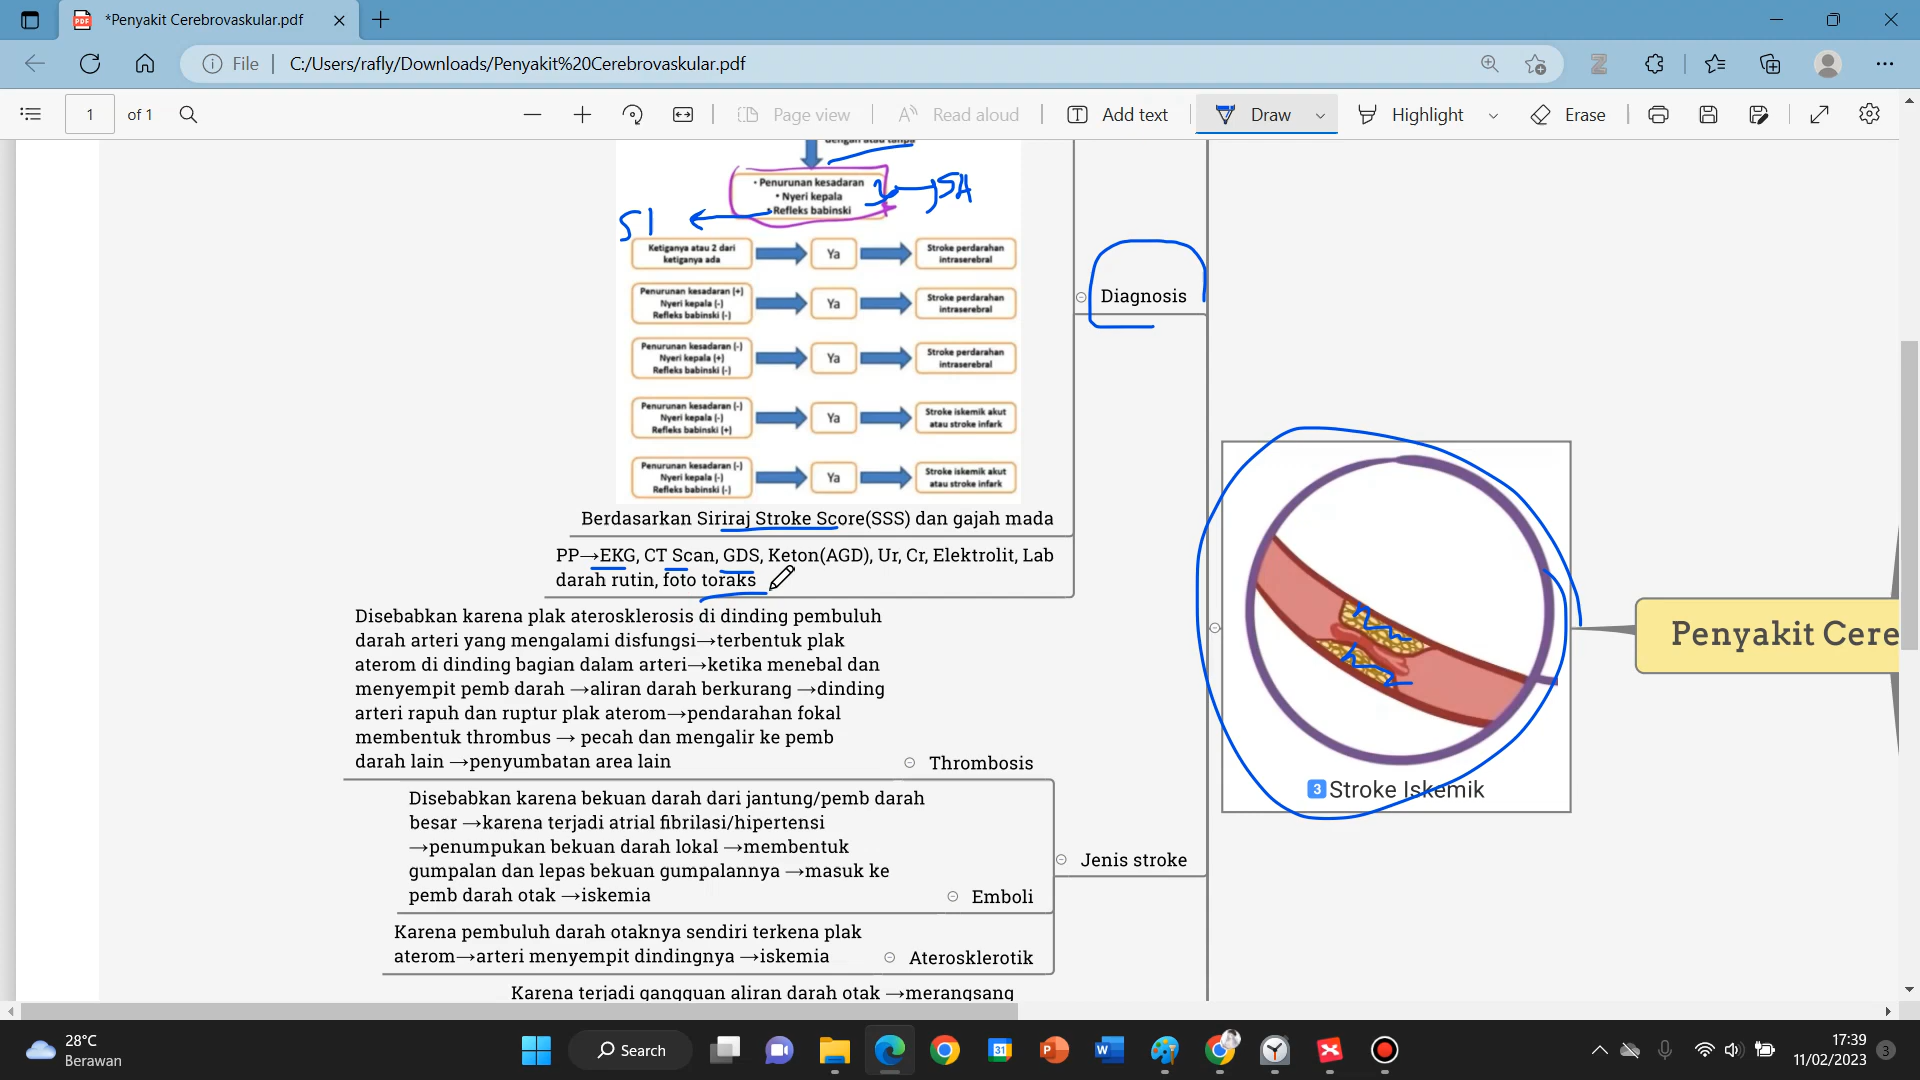 *Penyakit Cerebrovaskular.pdf
File
C:/Users/rafly/Downloads/Penyakit%20Cerebrovaskular.pdf
1 of 1
Page view
Read aloud
Add text
Draw
Highlight
Erase
dengan atau tanpa
• Penurunan kesadaran
• Nyeri kepala
• Refleks babinski
SA
SI
Ketiganya atau 2 dari
ketiganya ada
Ya
Stroke perdarahan
intraserebral
Penurunan kesadaran (+)
Nyeri kepala (-)
Refleks babinski (-)
Ya
Stroke perdarahan
intraserebral
Penurunan kesadaran (-)
Nyeri kepala (+)
Refleks babinski (-)
Ya
Stroke perdarahan
intraserebral
Penurunan kesadaran (-)
Nyeri kepala (-)
Refleks babinski (+)
Ya
Stroke iskemik akut
atau stroke infark
Penurunan kesadaran (-)
Nyeri kepala (-)
Refleks babinski (-)
Ya
Stroke iskemik akut
atau stroke infark
Berdasarkan Siriraj Stroke Score(SSS) dan gajah mada
PP→EKG, CT Scan, GDS, Keton(AGD), Ur, Cr, Elektrolit, Lab
darah rutin, foto toraks
Diagnosis
Disebabkan karena plak aterosklerosis di dinding pembuluh
darah arteri yang mengalami disfungsi→terbentuk plak
aterom di dinding bagian dalam arteri→ketika menebal dan
menyempit pemb darah →aliran darah berkurang →dinding
arteri rapuh dan ruptur plak aterom→pendarahan fokal
membentuk thrombus → pecah dan mengalir ke pemb
darah lain →penyumbatan area lain
Thrombosis
Disebabkan karena bekuan darah dari jantung/pemb darah
besar →karena terjadi atrial fibrilasi/hipertensi
→penumpukan bekuan darah lokal →membentuk
gumpalan dan lepas bekuan gumpalannya →masuk ke
pemb darah otak →iskemia
Emboli
Karena pembuluh darah otaknya sendiri terkena plak
aterom→arteri menyempit dindingnya →iskemia
Aterosklerotik
Karena terjadi gangguan aliran darah otak →merangsang
Jenis stroke
3 Stroke Iskemik
Penyakit Cere
28°C
Berawan
Search
31
17:39
11/02/2023
3